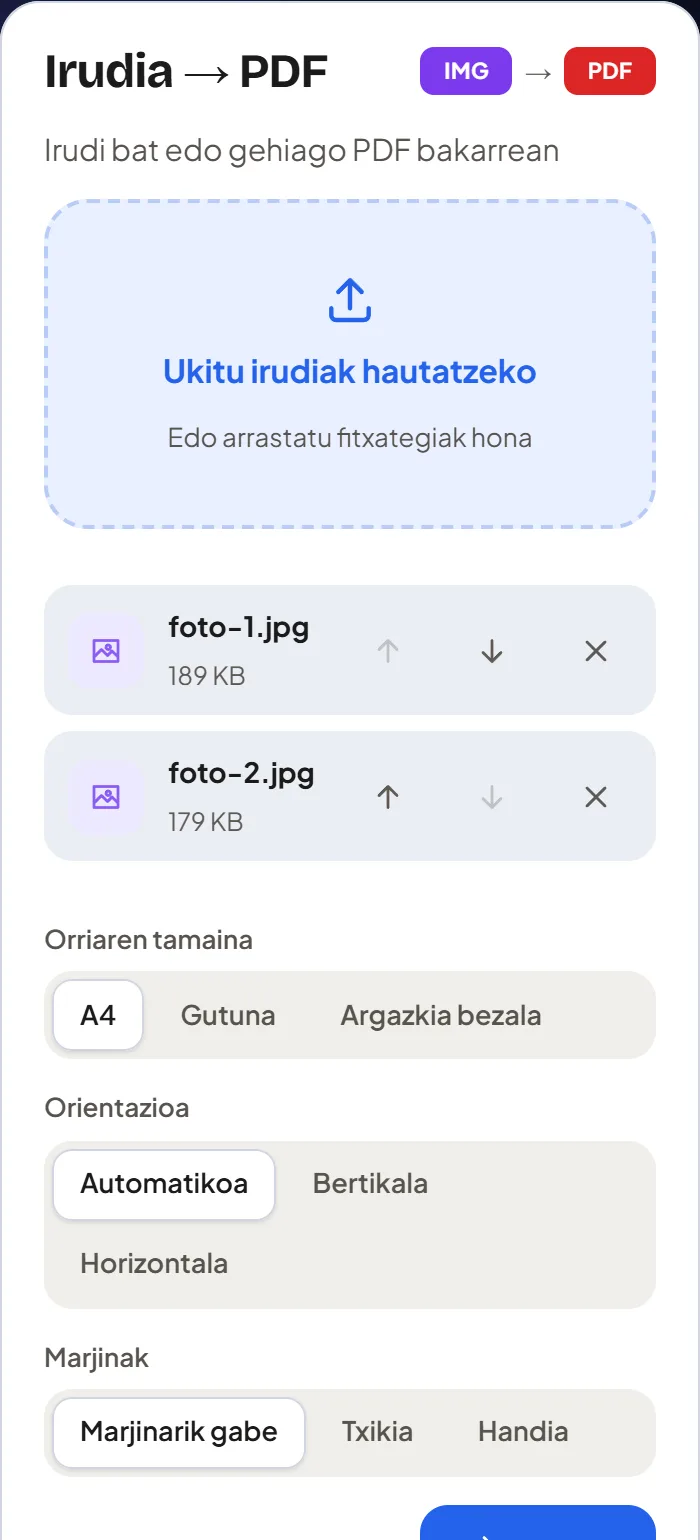 Irudia → PDF
IMG → PDF
Irudi bat edo gehiago PDF bakarrean
Ukitu irudiak hautatzeko
Edo arrastatu fitxategiak hona
foto-1.jpg
189 KB
foto-2.jpg
179 KB
Orriaren tamaina
A4 Gutuna Argazkia bezala
Orientazioa
Automatikoa Bertikala
Horizontala
Marjinak
Marjinarik gabe Txikia Handia